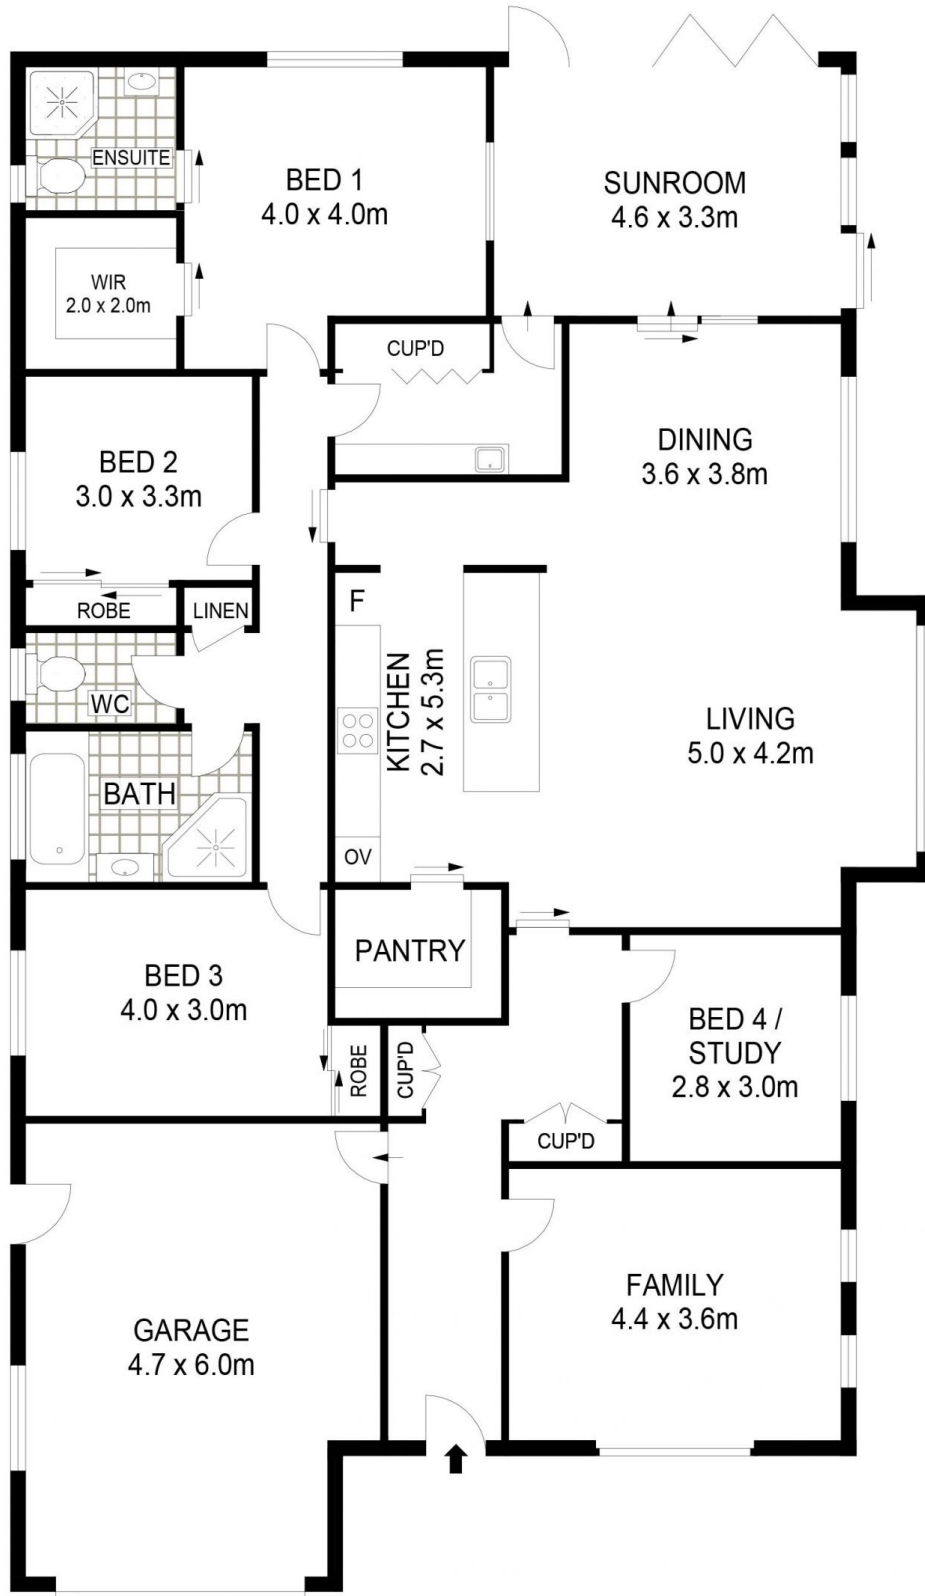 ENSUITE
BED 1
4.0 x 4.0m
SUNROOM
4.6 x 3.3m
WIR
2.0 x 2.0m
CUP'D
BED 2
3.0 x 3.3m
DINING
3.6 x 3.8m
ROBE
LINEN
F
WC
KITCHEN
2.7 x 5.3m
LIVING
5.0 x 4.2m
BATH
OV
PANTRY
BED 3
4.0 x 3.0m
BED 4 /
STUDY
2.8 x 3.0m
ROBE
CUP'D
CUP'D
FAMILY
4.4 x 3.6m
GARAGE
4.7 x 6.0m